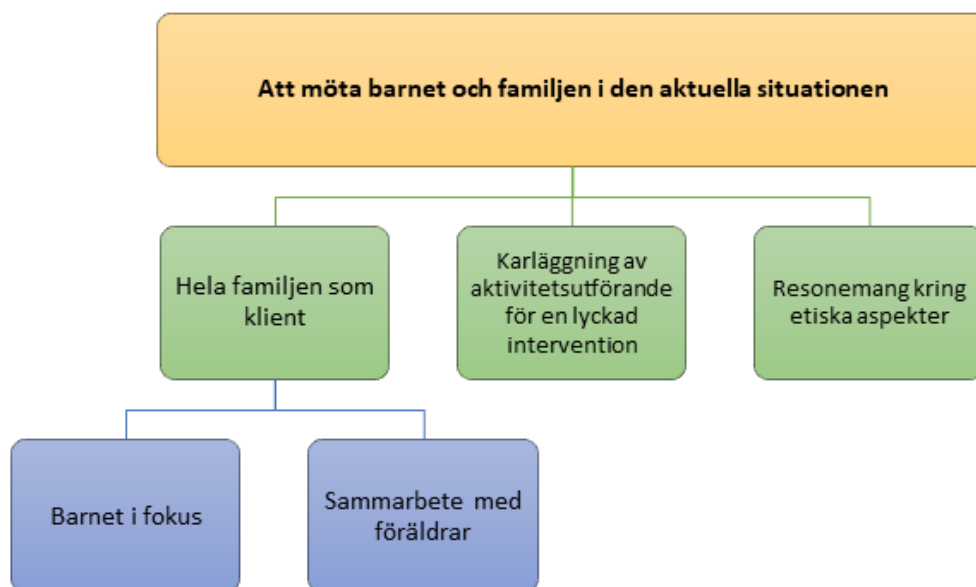 Att möta barnet och familjen i den aktuella situationen
Hela familjen som
klient
Karläggning av
aktivitetsutförande
för en lyckad
intervention
Resonemang kring
etiska aspekter
Barnet i fokus
Sammarbete med
föräldrar